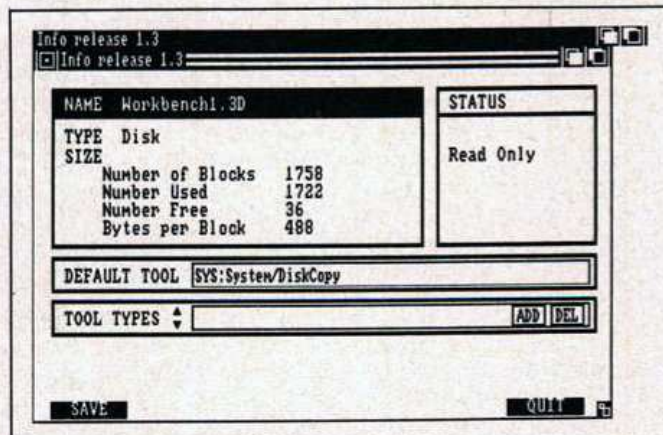 Info release 1.3
Info release 1.3
NAME Workbench1.3D
TYPE Disk
SIZE
Number of Blocks 1758
Number Used 1722
Number Free 36
Bytes per Block 488
STATUS
Read Only
DEFAULT TOOL SYS:System/DiskCopy
TOOL TYPES ADD DEL
SAVE QUIT